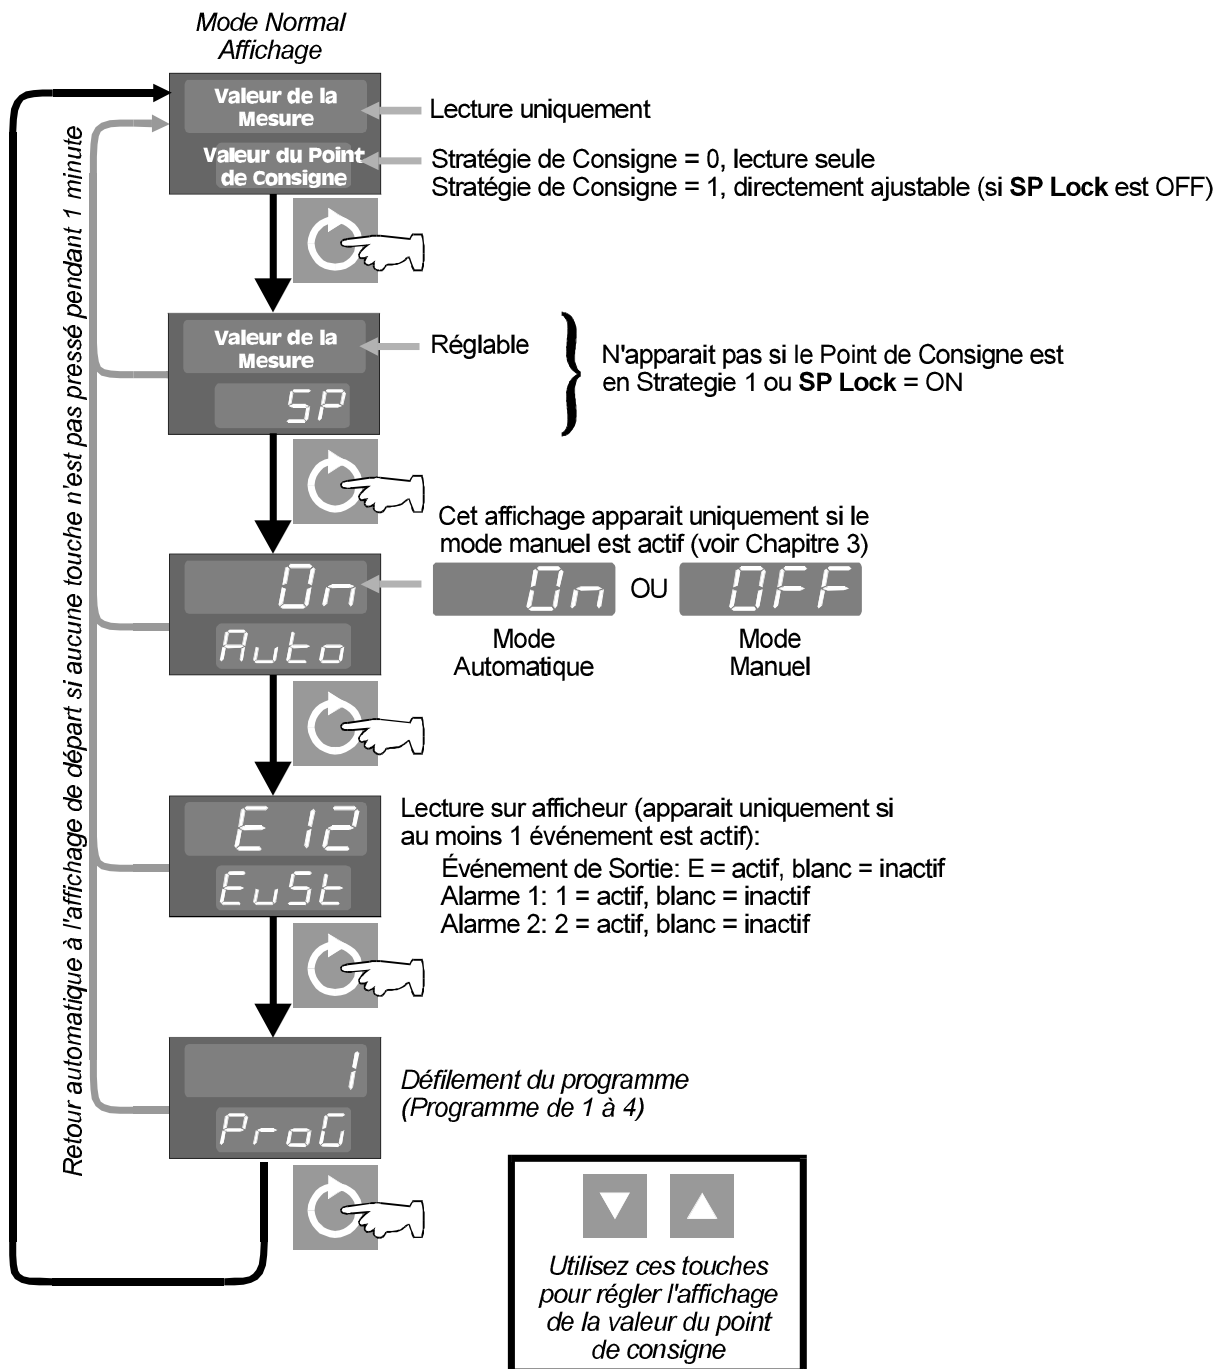 Mode Normal
Affichage
Valeur de la
Mesure
Lecture uniquement
Valeur du Point
de Consigne
Stratégie de Consigne = 0, lecture seule
Stratégie de Consigne = 1, directement ajustable (si SP Lock est OFF)
Retour automatique à l'affichage de départ si aucune touche n'est pas pressé pendant 1 minute
Valeur de la
Mesure
SP
Réglable
N'apparait pas si le Point de Consigne est
en Strategie 1 ou SP Lock = ON
Cet affichage apparait uniquement si le
mode manuel est actif (voir Chapitre 3)
On
Auto
On OU OFF
Mode
Automatique
Mode
Manuel
E12
EvSt
Lecture sur afficheur (apparait uniquement si
au moins 1 événement est actif):
Événement de Sortie: E = actif, blanc = inactif
Alarme 1: 1 = actif, blanc = inactif
Alarme 2: 2 = actif, blanc = inactif
1
ProG
Défilement du programme
(Programme de 1 à 4)
Utilisez ces touches
pour régler l'affichage
de la valeur du point
de consigne